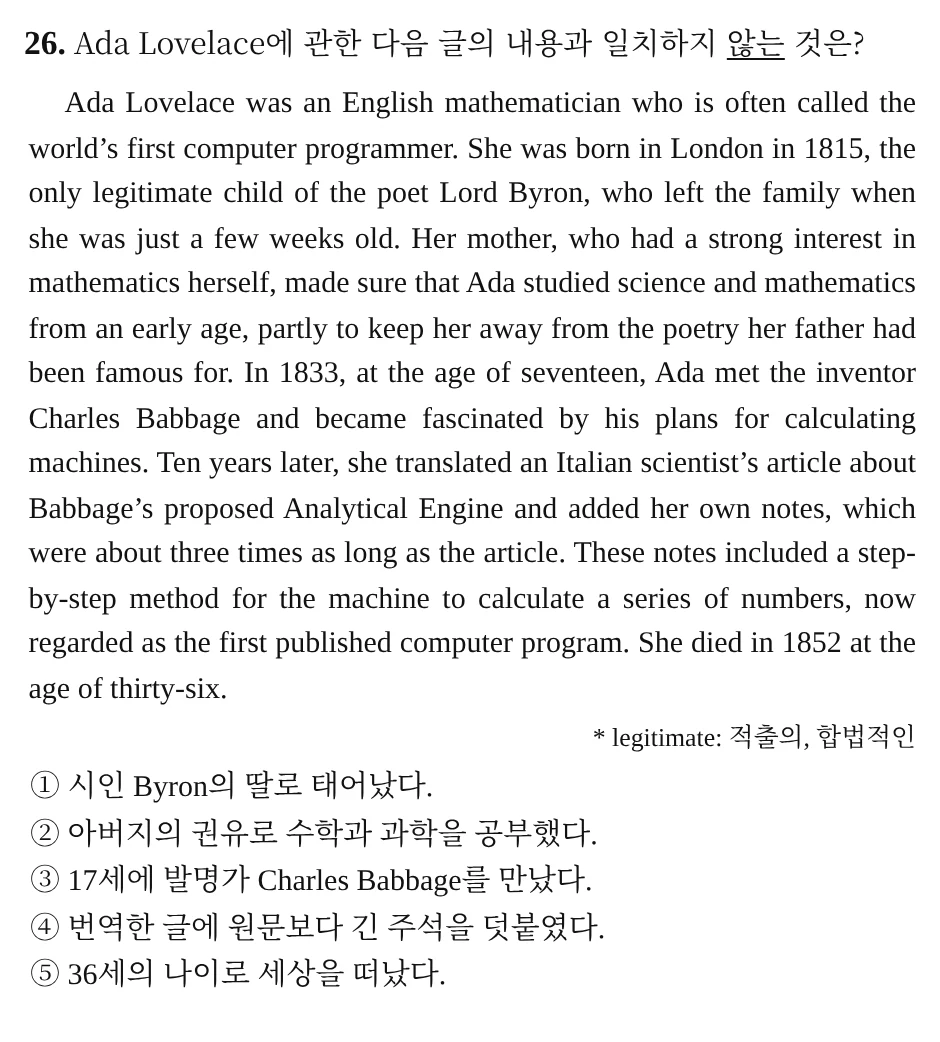 26. Ada Lovelace에 관한 다음 글의 내용과 일치하지 않는 것은?
Ada Lovelace was an English mathematician who is often called the
world’s first computer programmer. She was born in London in 1815, the
only legitimate child of the poet Lord Byron, who left the family when
she was just a few weeks old. Her mother, who had a strong interest in
mathematics herself, made sure that Ada studied science and mathematics
from an early age, partly to keep her away from the poetry her father had
been famous for. In 1833, at the age of seventeen, Ada met the inventor
Charles Babbage and became fascinated by his plans for calculating
machines. Ten years later, she translated an Italian scientist’s article about
Babbage’s proposed Analytical Engine and added her own notes, which
were about three times as long as the article. These notes included a step-
by-step method for the machine to calculate a series of numbers, now
regarded as the first published computer program. She died in 1852 at the
age of thirty-six.
* legitimate: 적출의, 합법적인
① 시인 Byron의 딸로 태어났다.
② 아버지의 권유로 수학과 과학을 공부했다.
③ 17세에 발명가 Charles Babbage를 만났다.
④ 번역한 글에 원문보다 긴 주석을 덧붙였다.
⑤ 36세의 나이로 세상을 떠났다.